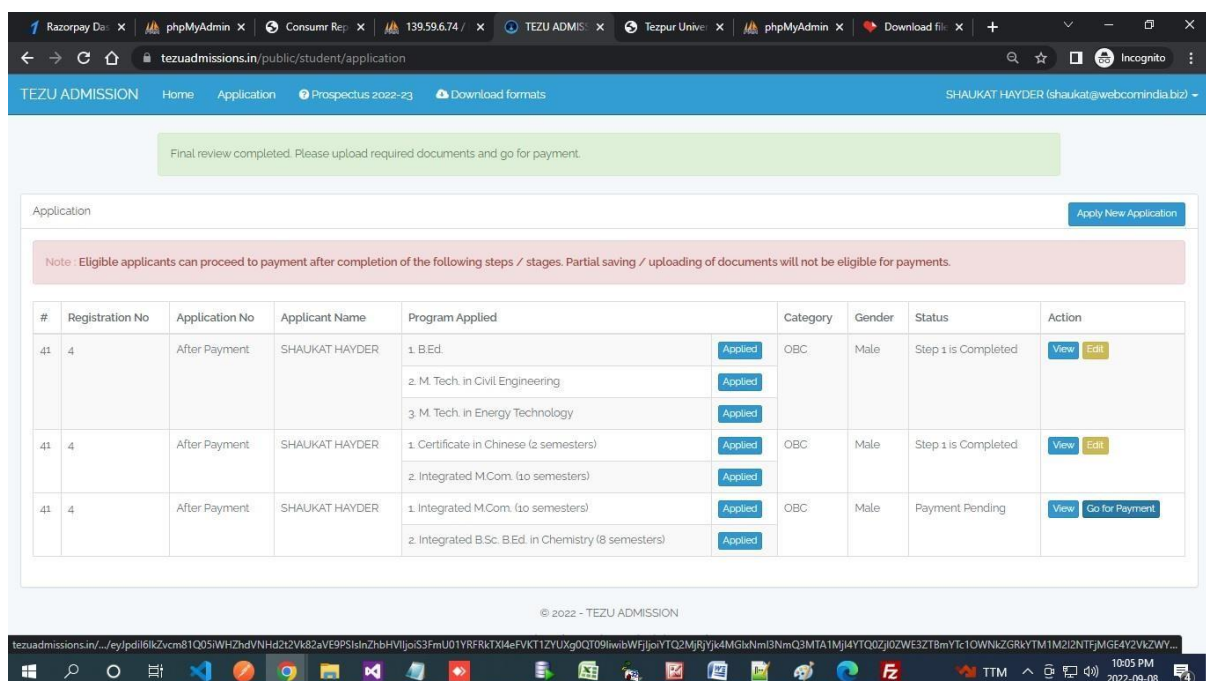 Razorpay Das
phpMyAdmin
Consumr Rep
139.59.6.74 /
TEZU ADMISS
Tezpur Univer
phpMyAdmin
Download file
tezuadmissions.in/public/student/application
Incognito
TEZU ADMISSION Home Application Prospectus 2022-23 Download formats SHAUKAT HAYDER (shaukat@webcomindia.biz)
Final review completed. Please upload required documents and go for payment.
Application
Apply New Application
Note : Eligible applicants can proceed to payment after completion of the following steps / stages. Partial saving / uploading of documents will not be eligible for payments.
# Registration No Application No Applicant Name Program Applied Category Gender Status Action
41 4 After Payment SHAUKAT HAYDER 1. B.Ed. Applied OBC Male Step 1 is Completed View Edit
2. M. Tech. in Civil Engineering Applied
3. M. Tech. in Energy Technology Applied
41 4 After Payment SHAUKAT HAYDER 1. Certificate in Chinese (2 semesters) Applied OBC Male Step 1 is Completed View Edit
2. Integrated M.Com. (10 semesters) Applied
41 4 After Payment SHAUKAT HAYDER 1. Integrated M.Com. (10 semesters) Applied OBC Male Payment Pending View Go for Payment
2. Integrated B.Sc. B.Ed. in Chemistry (8 semesters) Applied
© 2022 - TEZU ADMISSION
TTM
10:05 PM
2022-09-08